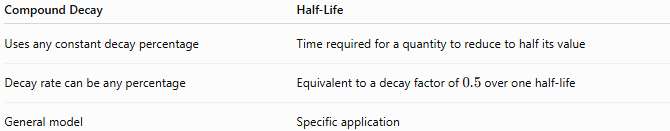 Compound Decay Half-Life
Uses any constant decay percentage Time required for a quantity to reduce to half its value
Decay rate can be any percentage Equivalent to a decay factor of 0.5 over one half-life
General model Specific application